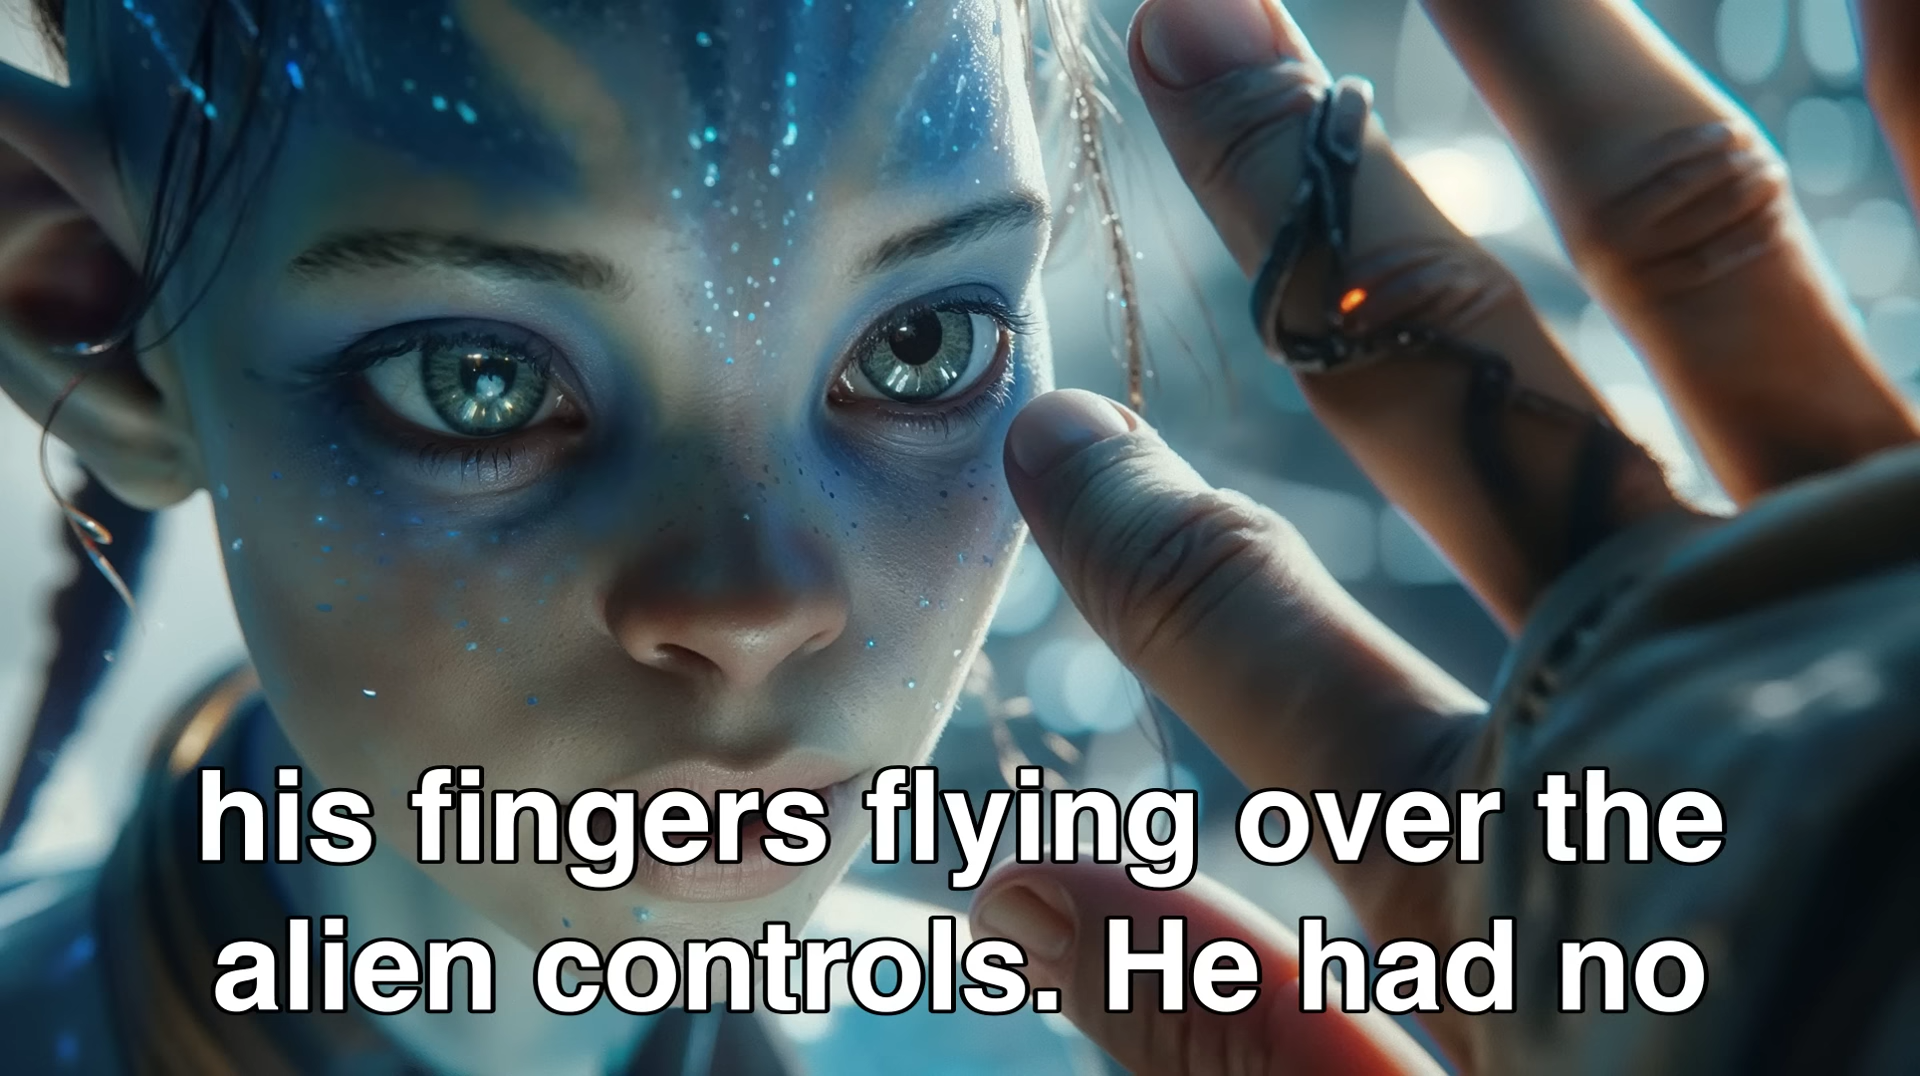 his fingers flying over the
alien controls. He had no